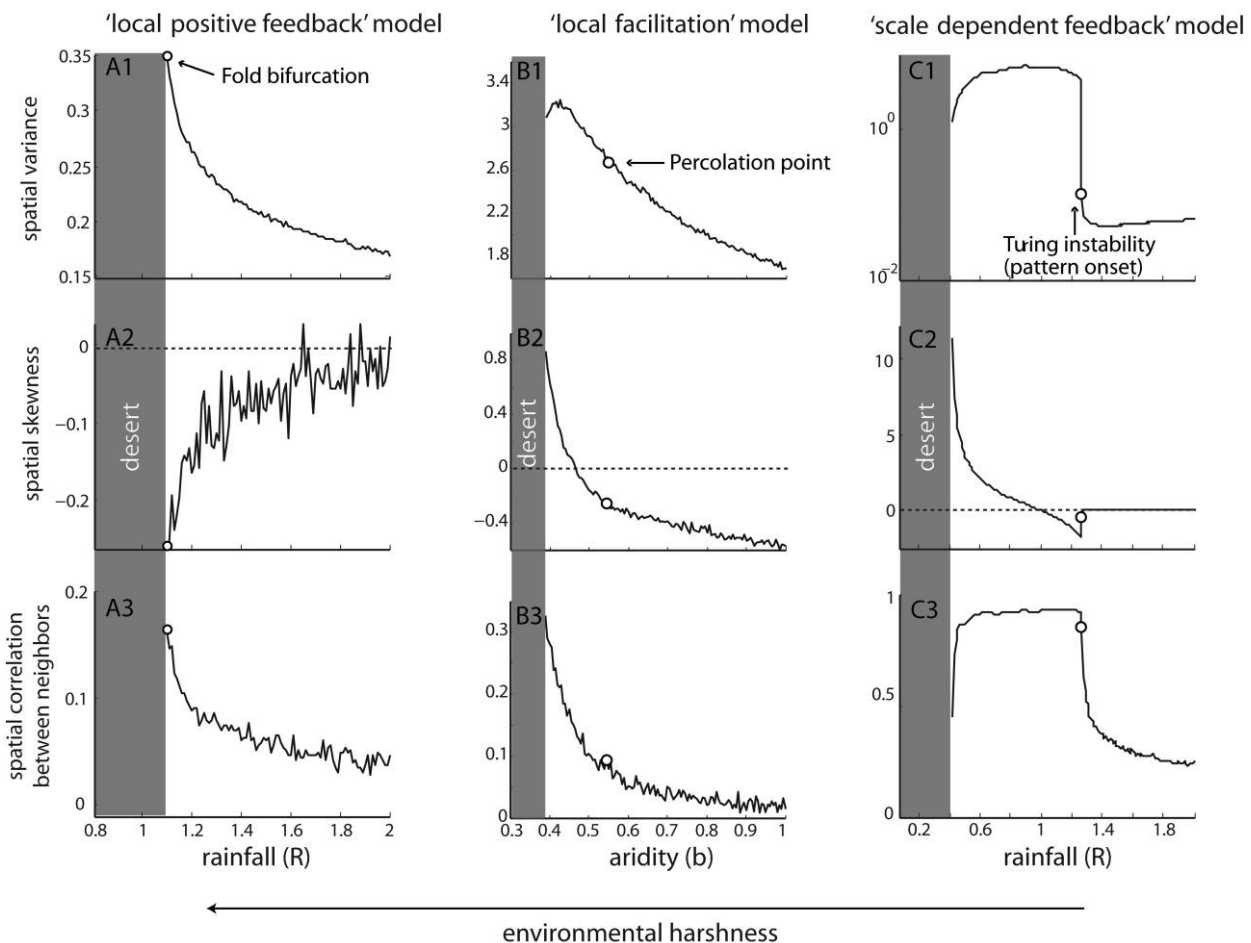 'local positive feedback' model
'local facilitation' model
'scale dependent feedback' model
spatial variance
0.35
0.3
0.25
0.2
0.15
A1
Fold bifurcation
3.4
3
2.6
2.2
1.8
B1
Percolation point
10^0
10^-2
C1
Turing instability
(pattern onset)
spatial skewness
0
−0.1
−0.2
A2
desert
0.8
0.4
0
−0.4
B2
desert
10
5
0
C2
desert
spatial correlation
between neighbors
0.2
0.1
0
A3
0.3
0.2
0.1
0
B3
1
0.5
0
C3
0.8 1 1.2 1.4 1.6 1.8 2
rainfall (R)
0.3 0.4 0.5 0.6 0.7 0.8 0.9 1
aridity (b)
0.2 0.6 1 1.4 1.8
rainfall (R)
environmental harshness